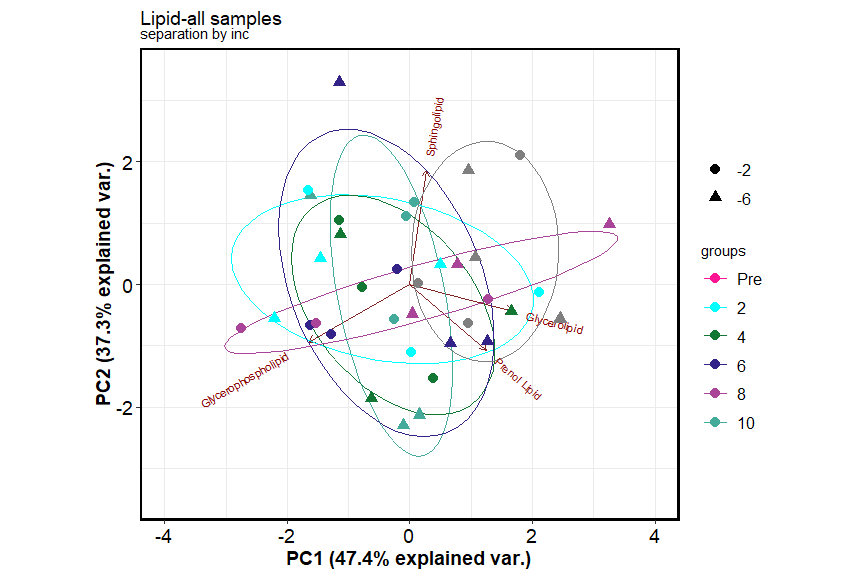 Lipid-all samples
separation by inc
PC2 (37.3% explained var.)
2
0
-2
-4
-2
0
2
4
PC1 (47.4% explained var.)
Sphingolipid
Glycerolipid
Prenol Lipid
Glycerophospholipid
-2
-6
groups
Pre
2
4
6
8
10